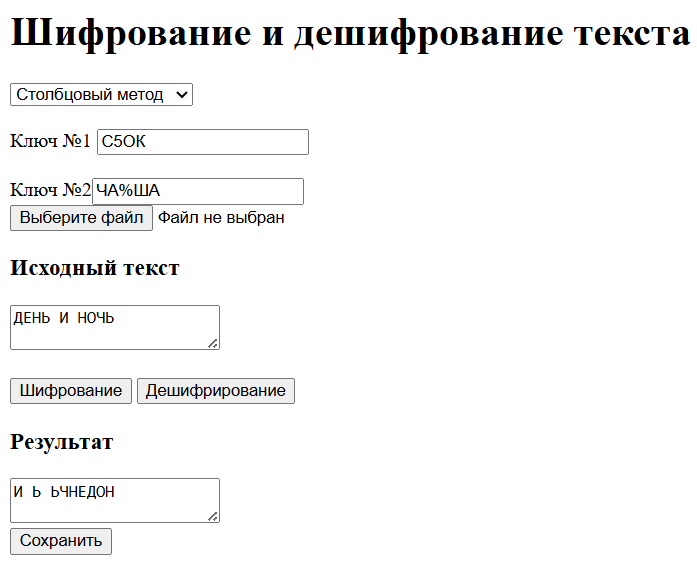 Шифрование и дешифрование текста
Столбцовый метод
Ключ №1 С5ОК
Ключ №2 ЧА%ША
Выберите файл Файл не выбран
Исходный текст
ДЕНЬ И НОЧЬ
Шифрование Дешифрирование
Результат
И Ь ЬЧНЕДОН
Сохранить